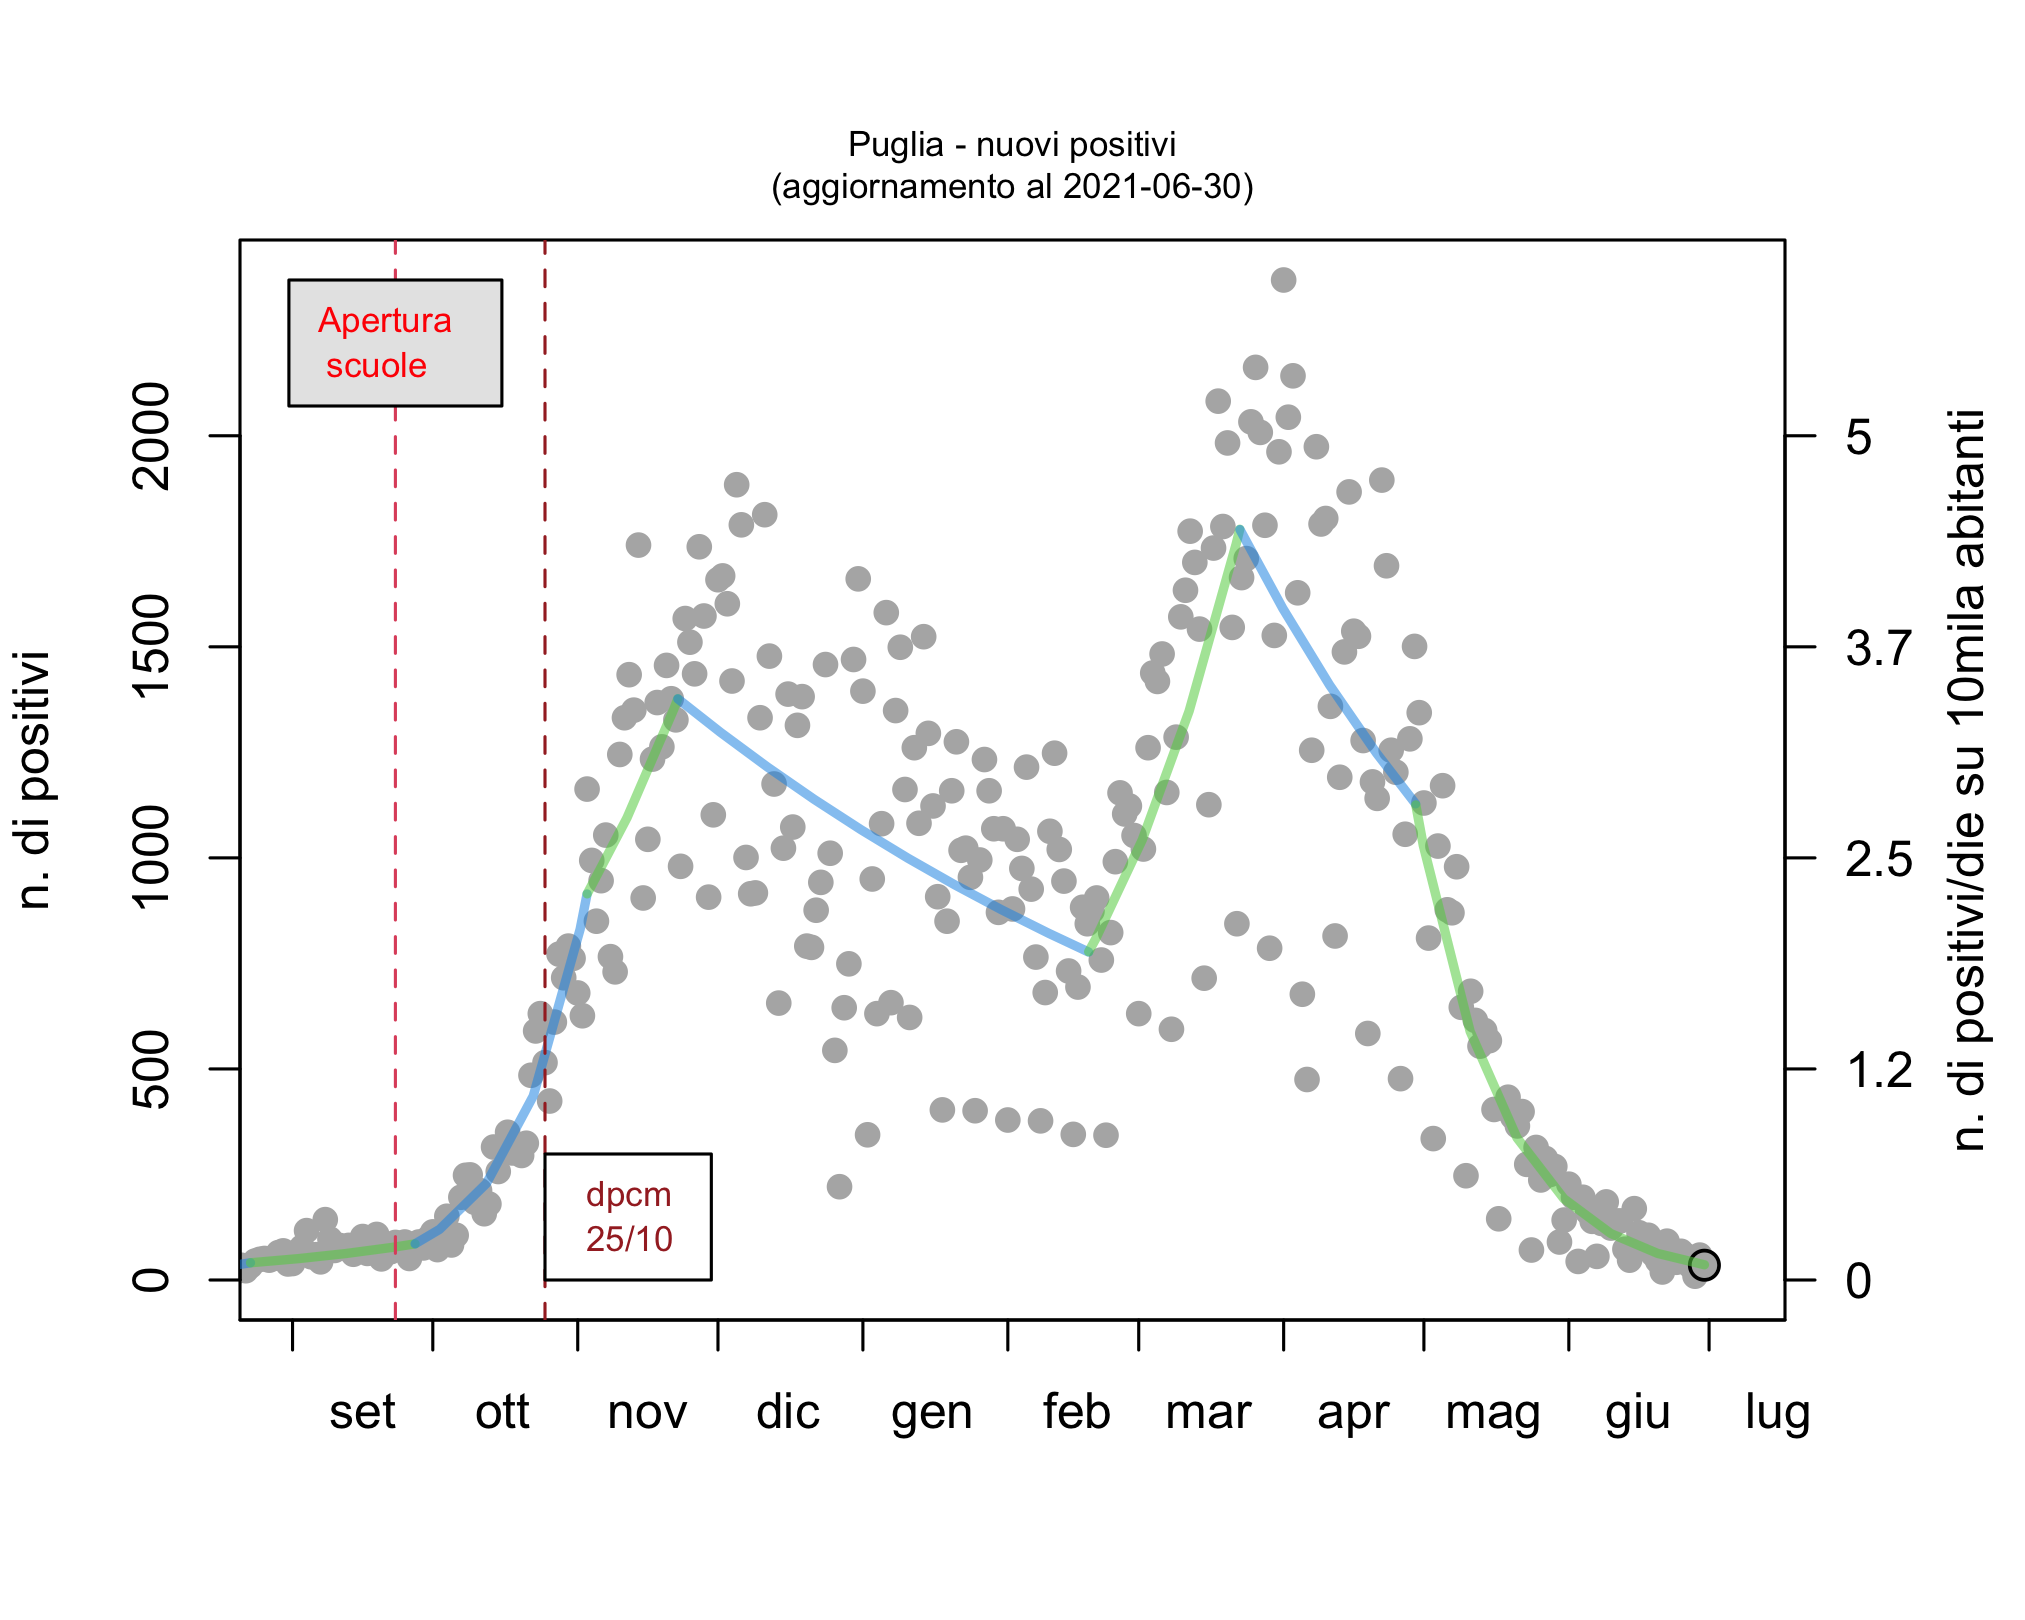 Puglia - nuovi positivi
(aggiornamento al 2021-06-30)
Apertura
scuole
dpcm
25/10
n. di positivi
0
500
1000
1500
2000
n. di positivi/die su 10mila abitanti
0
1.2
2.5
3.7
5
set ott nov dic gen feb mar apr mag giu lug